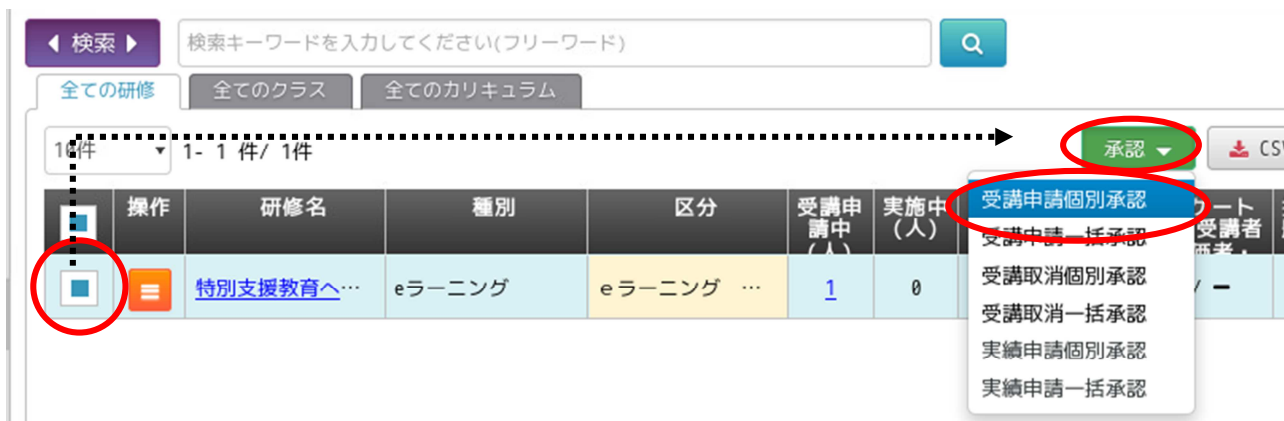 検索
検索キーワードを入力してください(フリーワード)
全ての研修 全てのクラス 全てのカリキュラム
10件 1- 1 件/ 1件 承認 CS
操作 研修名 種別 区分 受講申請中(人) 実施中(人) ート 受講者
特別支援教育へ… eラーニング eラーニング … 1 0
受講申請個別承認
受講申請一括承認
受講取消個別承認
受講取消一括承認
実績申請個別承認
実績申請一括承認